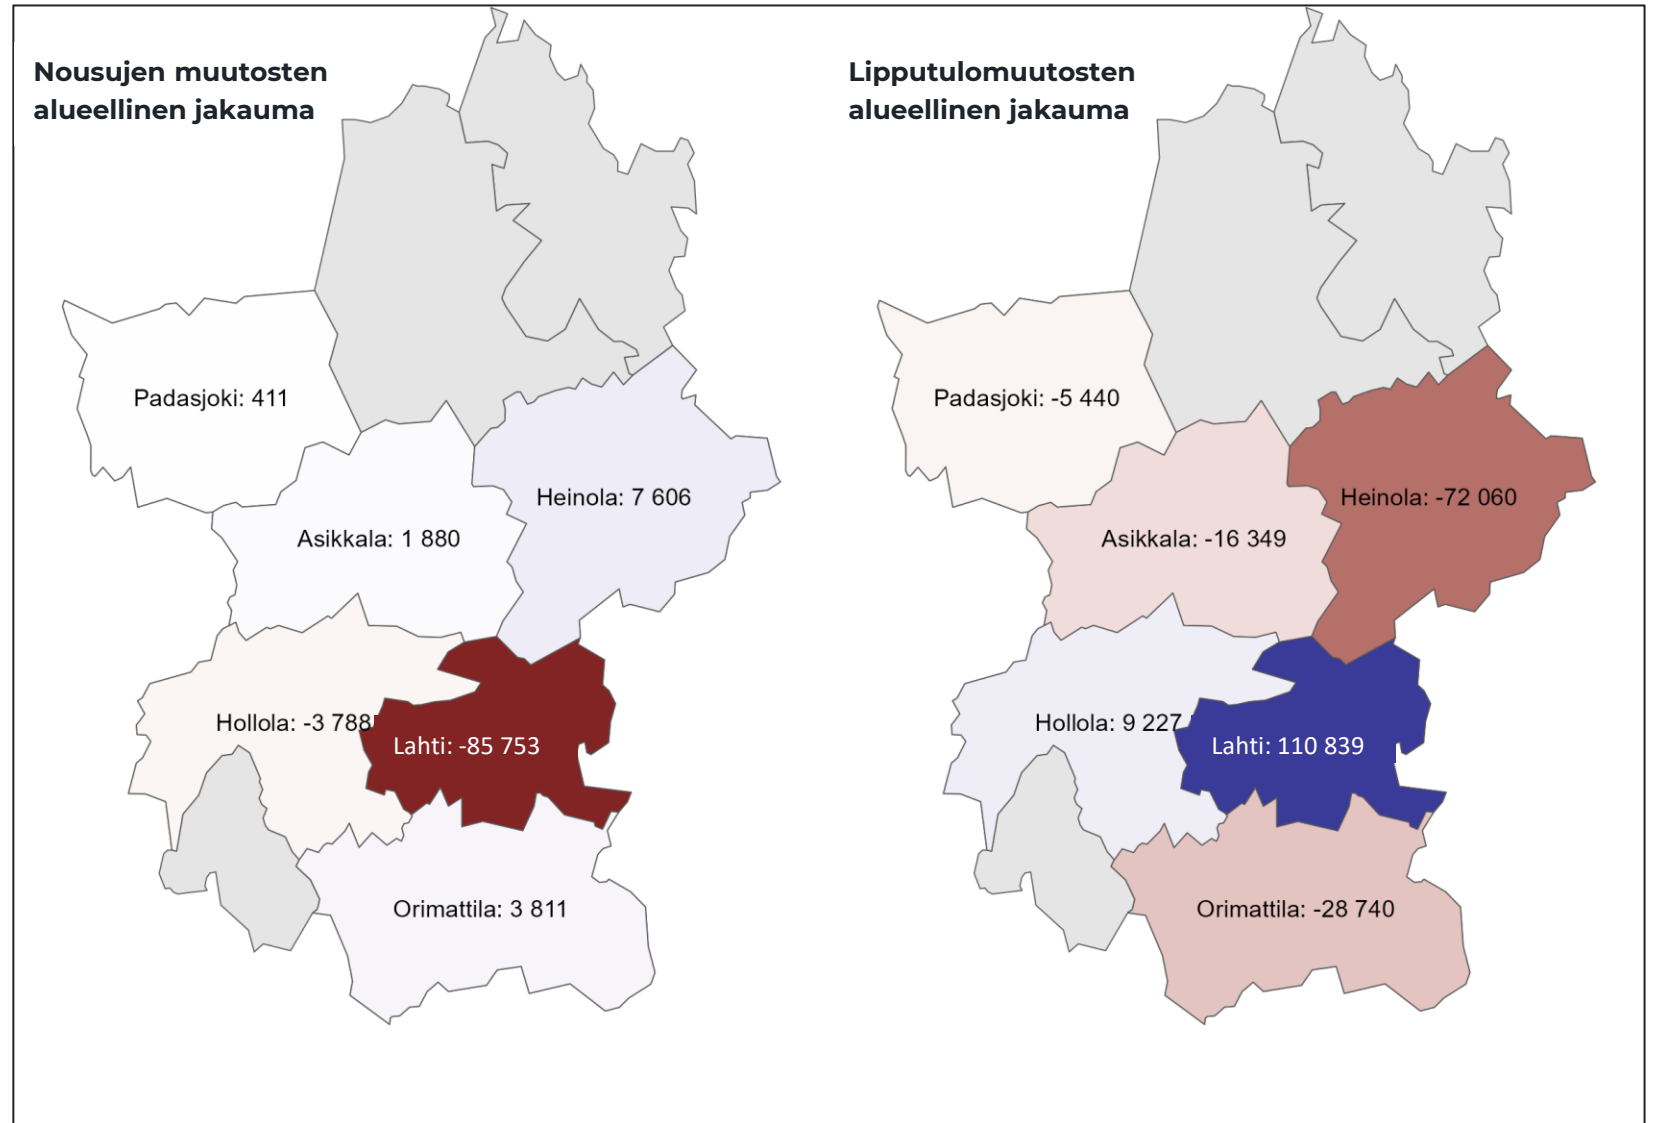 Nousujen muutosten
alueellinen jakauma
Padasjoki: 411
Heinola: 7 606
Asikkala: 1 880
Hollola: -3 788
Lahti: -85 753
Orimattila: 3 811
Lipputulomuutosten
alueellinen jakauma
Padasjoki: -5 440
Heinola: -72 060
Asikkala: -16 349
Hollola: 9 227
Lahti: 110 839
Orimattila: -28 740